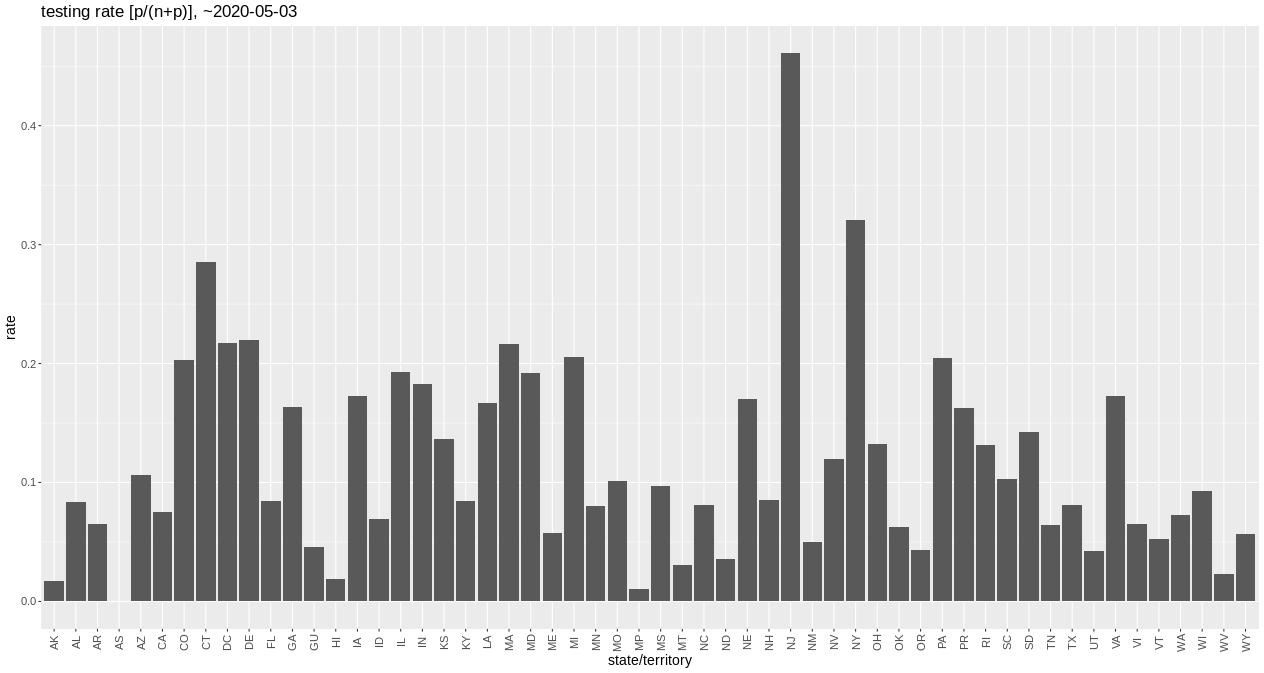 testing rate [p/(n+p)], ~2020-05-03
rate
0.4
0.3
0.2
0.1
0.0
AK AL AR AS AZ CA CO CT DC DE FL GA GU HI IA ID IL IN KS KY LA MA MD ME MI MN MO MP MS MT NC ND NE NH NJ NM NV NY OH OK OR PA PR RI SC SD TN TX UT VA VI VT WA WI WV WY
state/territory